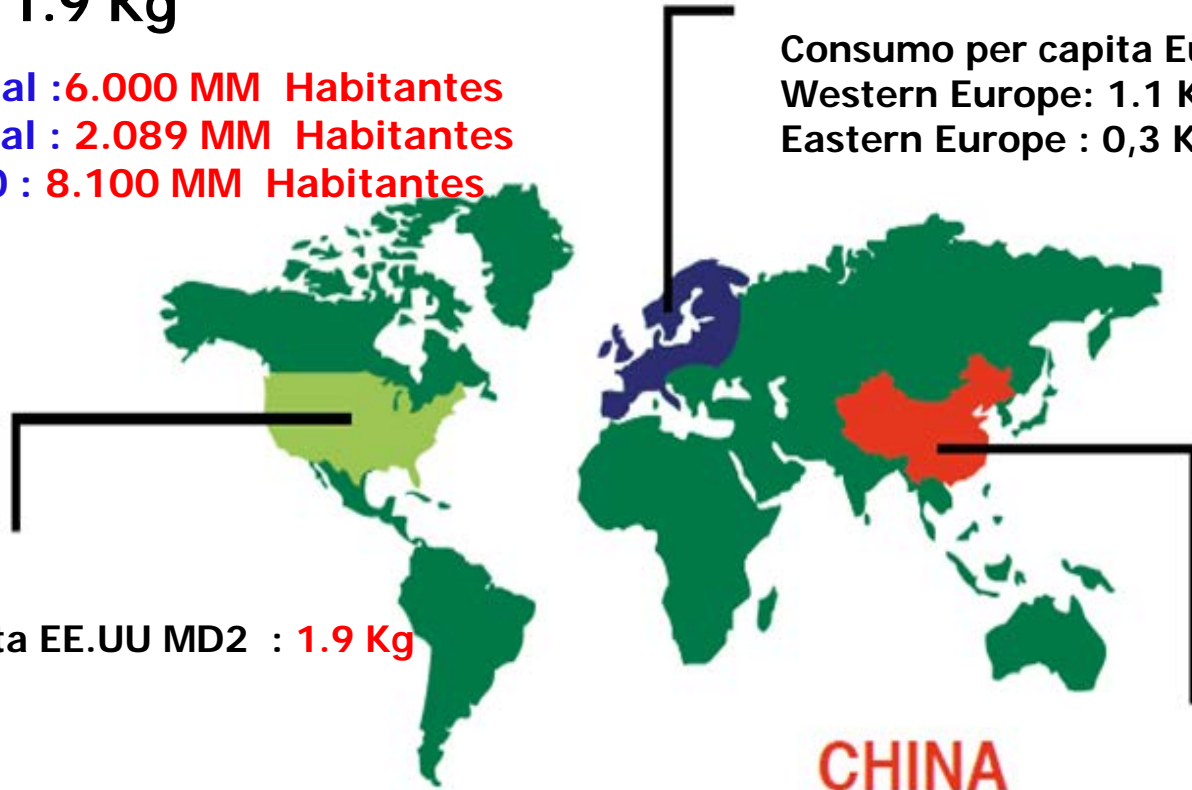 1.9 Kg
al :6.000 MM Habitantes
al : 2.089 MM Habitantes
0 : 8.100 MM Habitantes
Consumo per capita Eu
Western Europe: 1.1 K
Eastern Europe : 0,3 K
ta EE.UU MD2 : 1.9 Kg
CHINA